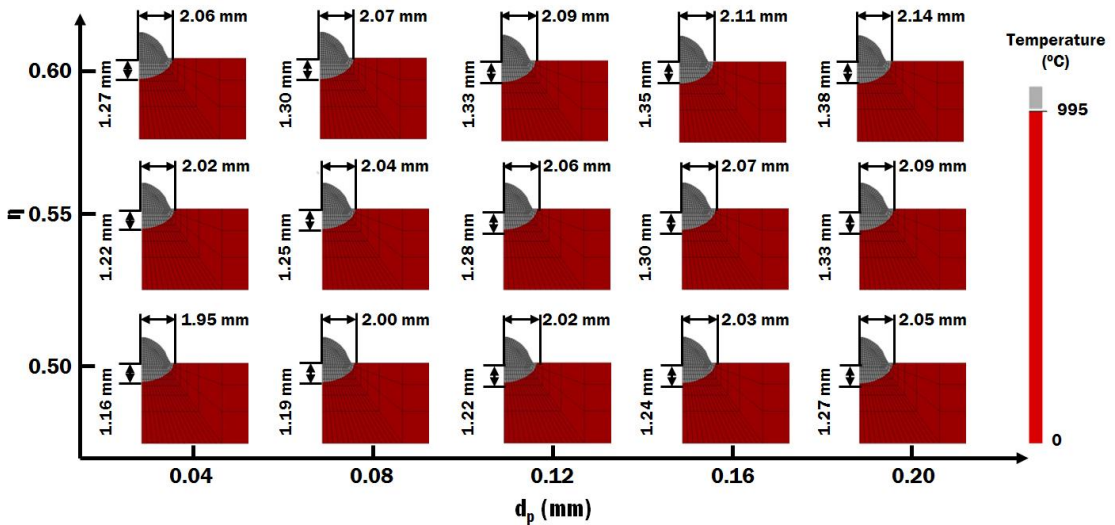 2.06 mm 2.07 mm 2.09 mm 2.11 mm 2.14 mm
Temperature
(ºC)
0.60
1.27 mm 1.30 mm 1.33 mm 1.35 mm 1.38 mm
995
2.02 mm 2.04 mm 2.06 mm 2.07 mm 2.09 mm
η 0.55
1.22 mm 1.25 mm 1.28 mm 1.30 mm 1.33 mm
1.95 mm 2.00 mm 2.02 mm 2.03 mm 2.05 mm
0.50
1.16 mm 1.19 mm 1.22 mm 1.24 mm 1.27 mm
0
0.04 0.08 0.12 0.16 0.20
dp (mm)